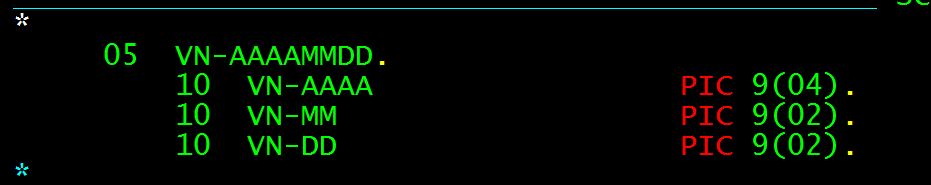 *
05 VN-AAAAMMDD.
10 VN-AAAA PIC 9(04).
10 VN-MM PIC 9(02).
10 VN-DD PIC 9(02).
*